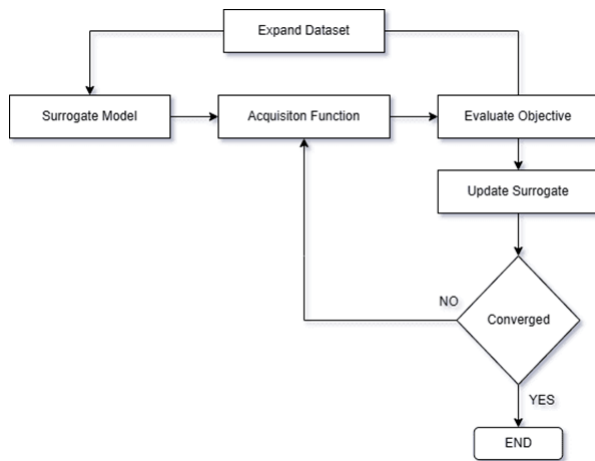 Expand Dataset
Surrogate Model
Acquisiton Function
Evaluate Objective
Update Surrogate
NO
Converged
YES
END